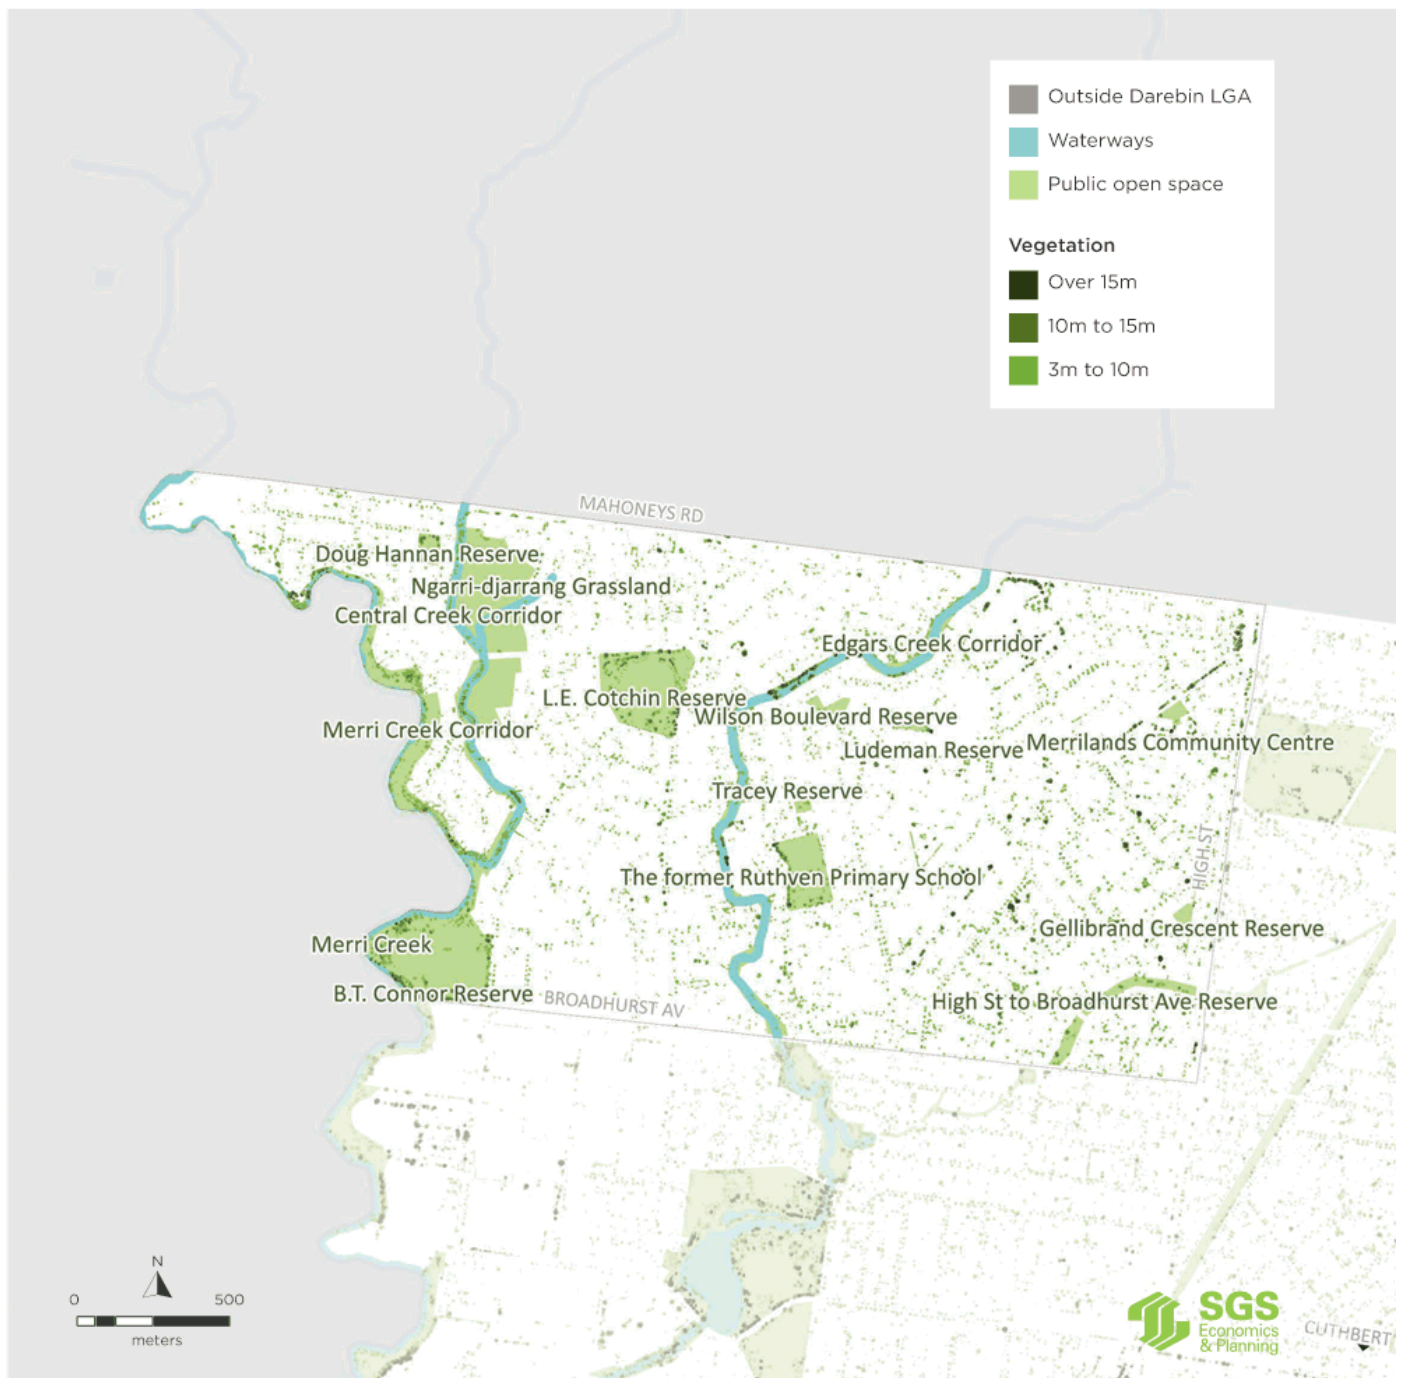 Outside Darebin LGA
Waterways
Public open space
Vegetation
Over 15m
10m to 15m
3m to 10m
MAHONEYS RD
Doug Hannan Reserve
Ngarri-djarrang Grassland
Central Creek Corridor
Edgars Creek Corridor
L.E. Cotchin Reserve
Wilson Boulevard Reserve
Merri Creek Corridor
Ludeman Reserve
Merrilands Community Centre
Tracey Reserve
HIGH ST
The former Ruthven Primary School
Gellibrand Crescent Reserve
Merri Creek
B.T. Connor Reserve
BROADHURST AV
High St to Broadhurst Ave Reserve
N
0 500
meters
SGS
Economics
& Planning
CUTHBERT